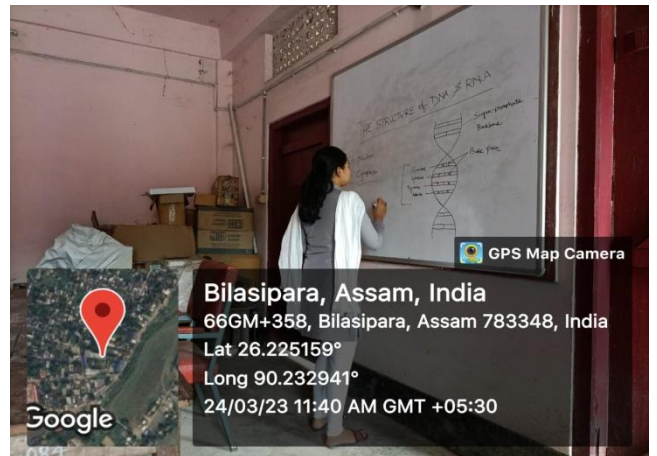 THE STRUCTURE of DNA & RNA
Sugar phosphate
Backbone
Base pair
GPS Map Camera
Bilasipara, Assam, India
66GM+358, Bilasipara, Assam 783348, India
Lat 26.225159°
Long 90.232941°
24/03/23 11:40 AM GMT +05:30
Google